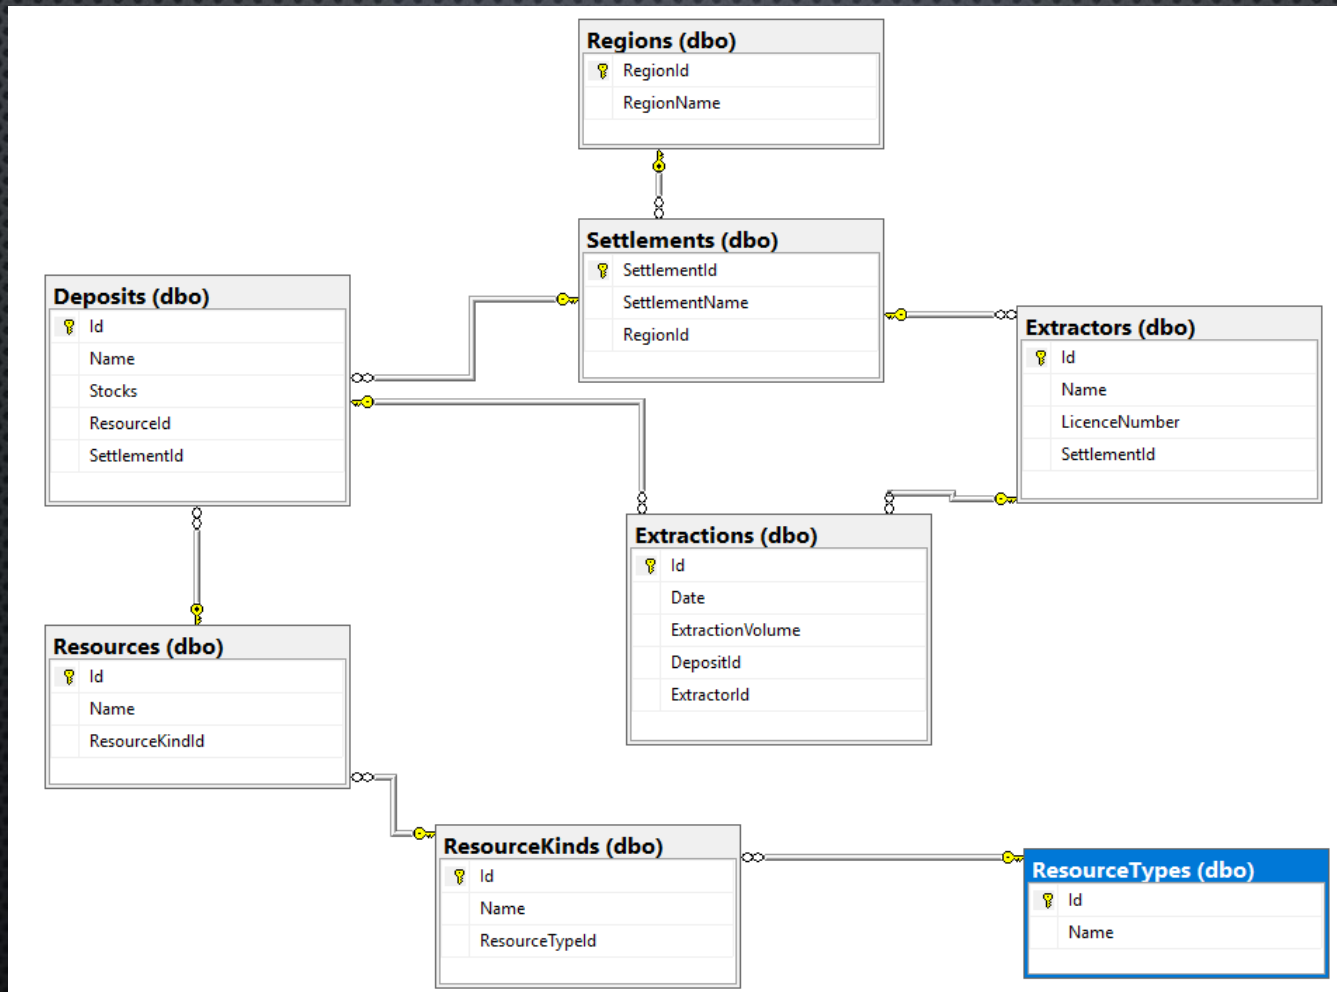 Regions (dbo)
RegionId
RegionName
Settlements (dbo)
SettlementId
SettlementName
RegionId
Deposits (dbo)
Id
Name
Stocks
ResourceId
SettlementId
Extractors (dbo)
Id
Name
LicenceNumber
SettlementId
Extractions (dbo)
Id
Date
ExtractionVolume
DepositId
ExtractorId
Resources (dbo)
Id
Name
ResourceKindId
ResourceKinds (dbo)
Id
Name
ResourceTypeId
ResourceTypes (dbo)
Id
Name